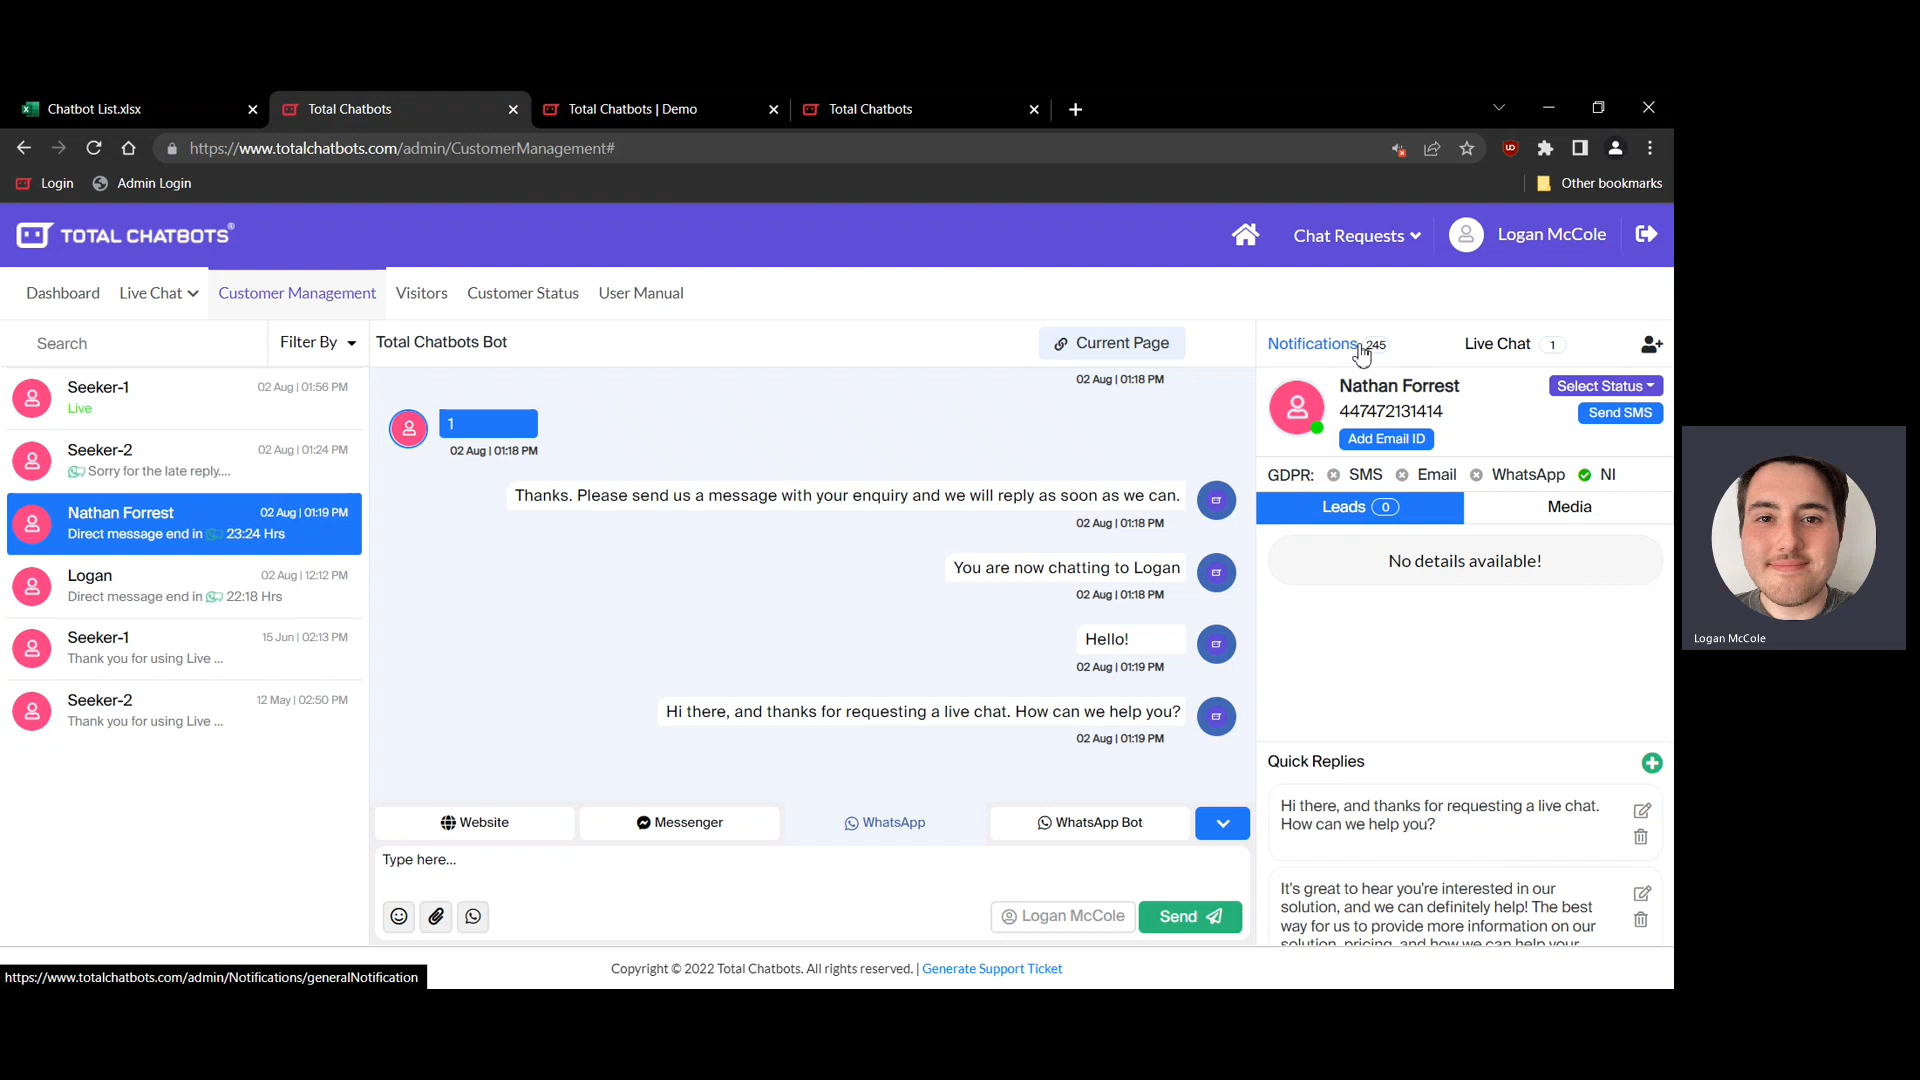 Chatbot List.xlsx
Total Chatbots
Total Chatbots | Demo
Total Chatbots
https://www.totalchatbots.com/admin/CustomerManagement#
Login
Admin Login
Other bookmarks
TOTAL CHATBOTS®
Chat Requests
Logan McCole
Dashboard
Live Chat
Customer Management
Visitors
Customer Status
User Manual
Search
Filter By
Seeker-1
02 Aug | 01:56 PM
Live
Seeker-2
02 Aug | 01:24 PM
Sorry for the late reply....
Nathan Forrest
02 Aug | 01:19 PM
Direct message end in 23:24 Hrs
Logan
02 Aug | 12:12 PM
Direct message end in 22:18 Hrs
Seeker-1
15 Jun | 02:13 PM
Thank you for using Live ...
Seeker-2
12 May | 02:50 PM
Thank you for using Live ...
Total Chatbots Bot
Current Page
02 Aug | 01:18 PM
1
02 Aug | 01:18 PM
Thanks. Please send us a message with your enquiry and we will reply as soon as we can.
02 Aug | 01:18 PM
You are now chatting to Logan
02 Aug | 01:18 PM
Hello!
02 Aug | 01:19 PM
Hi there, and thanks for requesting a live chat. How can we help you?
02 Aug | 01:19 PM
Website
Messenger
WhatsApp
WhatsApp Bot
Type here...
Logan McCole
Send
Notifications 245
Live Chat 1
Nathan Forrest
Select Status
447472131414
Send SMS
Add Email ID
GDPR: SMS Email WhatsApp NI
Leads 0
Media
No details available!
Quick Replies
Hi there, and thanks for requesting a live chat.
How can we help you?
It's great to hear you're interested in our
solution, and we can definitely help! The best
way for us to provide more information on our
solution, pricing, and how we can help your
Copyright © 2022 Total Chatbots. All rights reserved. | Generate Support Ticket
https://www.totalchatbots.com/admin/Notifications/generalNotification
Logan McCole